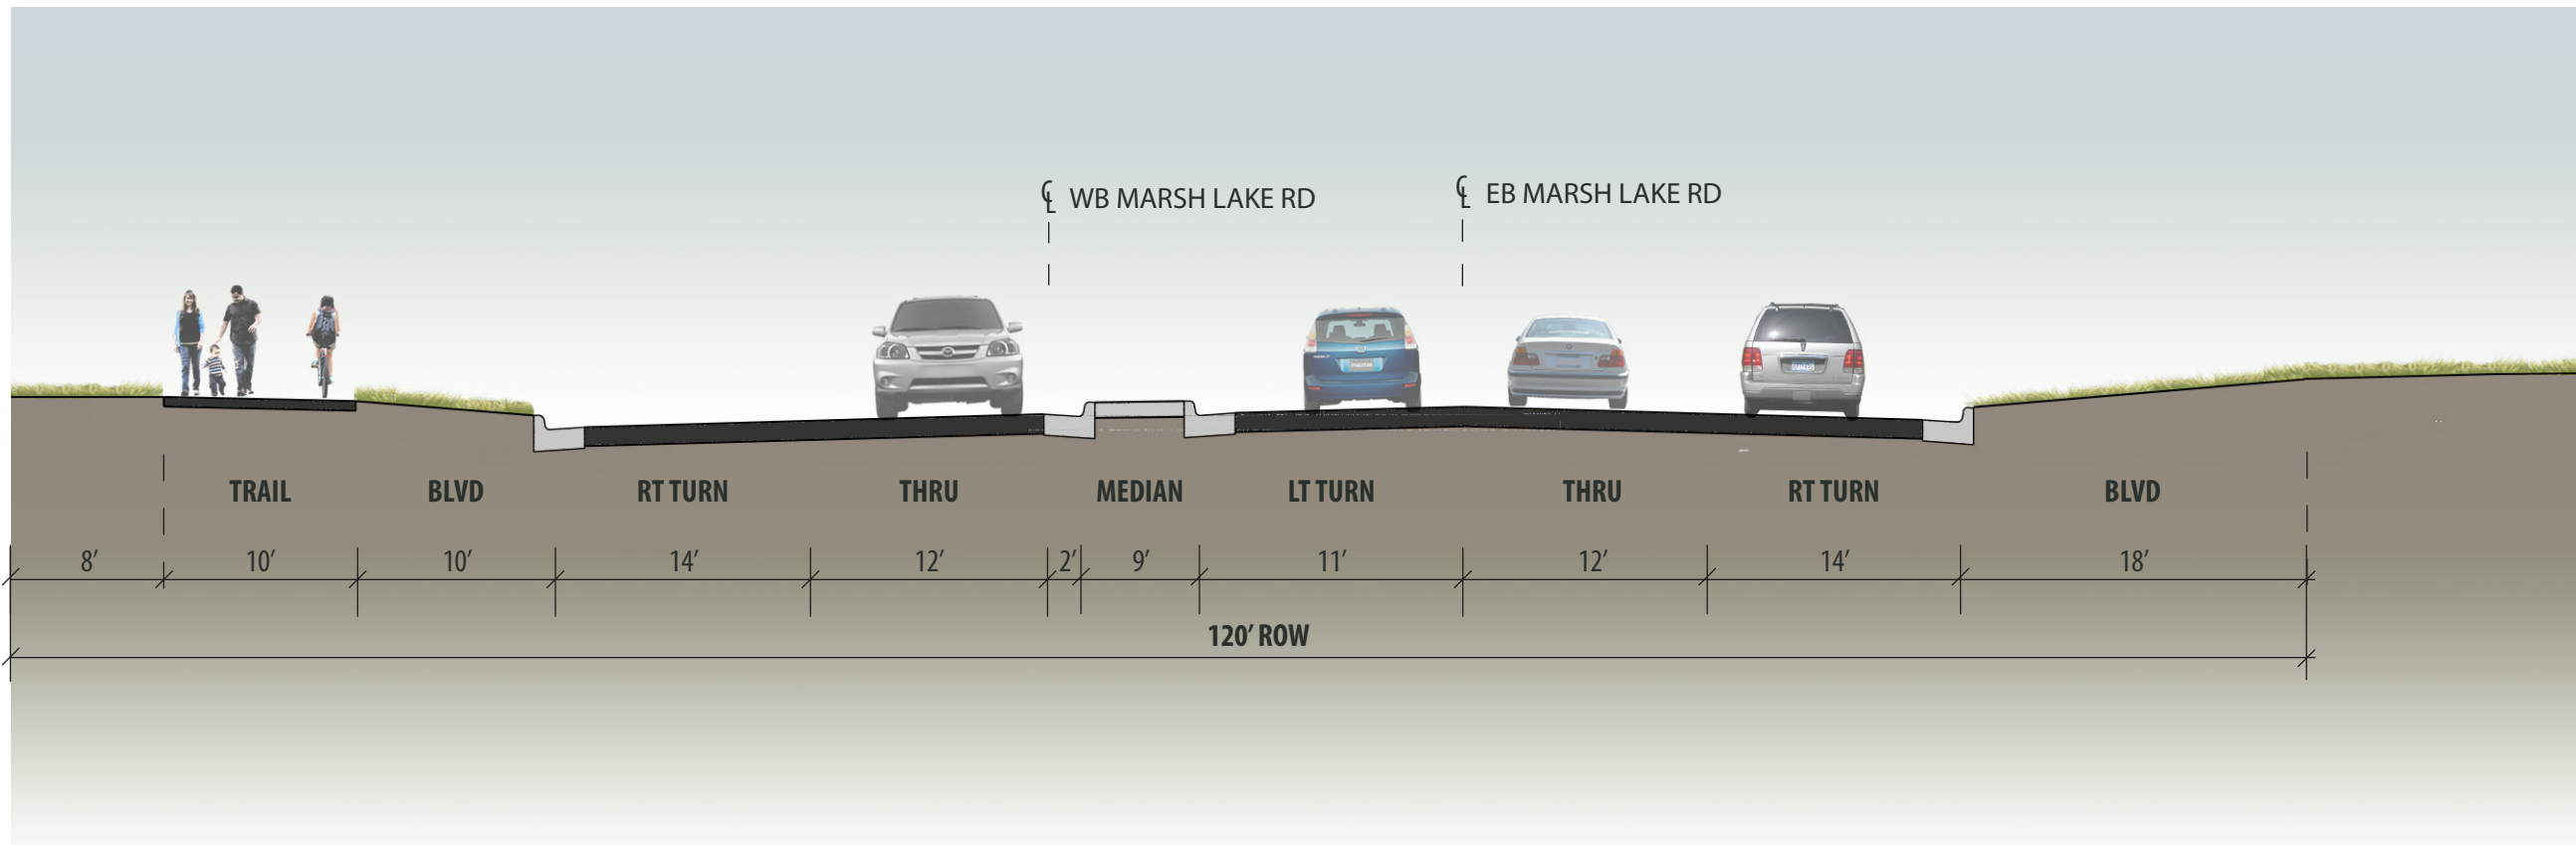 ℄ WB MARSH LAKE RD
℄ EB MARSH LAKE RD
TRAIL BLVD RT TURN THRU MEDIAN LT TURN THRU RT TURN BLVD
8′ 10′ 10′ 14′ 12′ 2′ 9′ 11′ 12′ 14′ 18′
120′ ROW